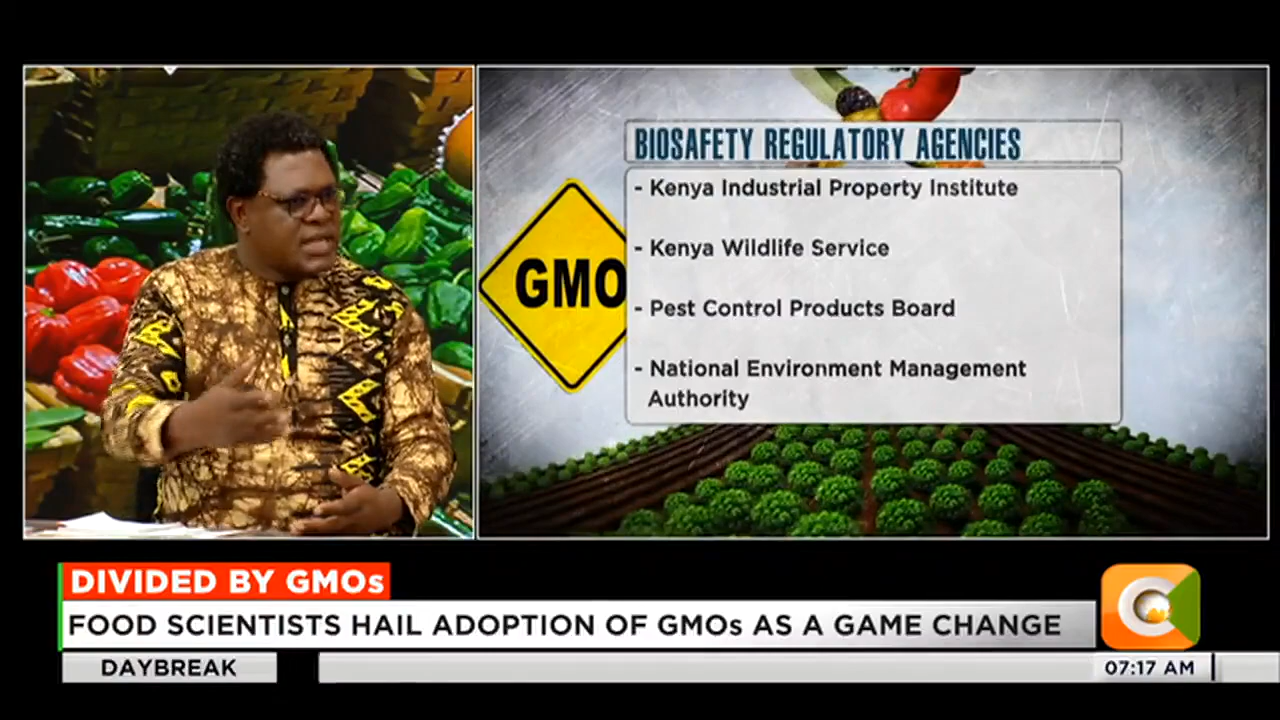 BIOSAFETY REGULATORY AGENCIES
- Kenya Industrial Property Institute
- Kenya Wildlife Service
- Pest Control Products Board
- National Environment Management
Authority
GMO
DIVIDED BY GMOs
FOOD SCIENTISTS HAIL ADOPTION OF GMOs AS A GAME CHANGE
DAYBREAK
07:17 AM